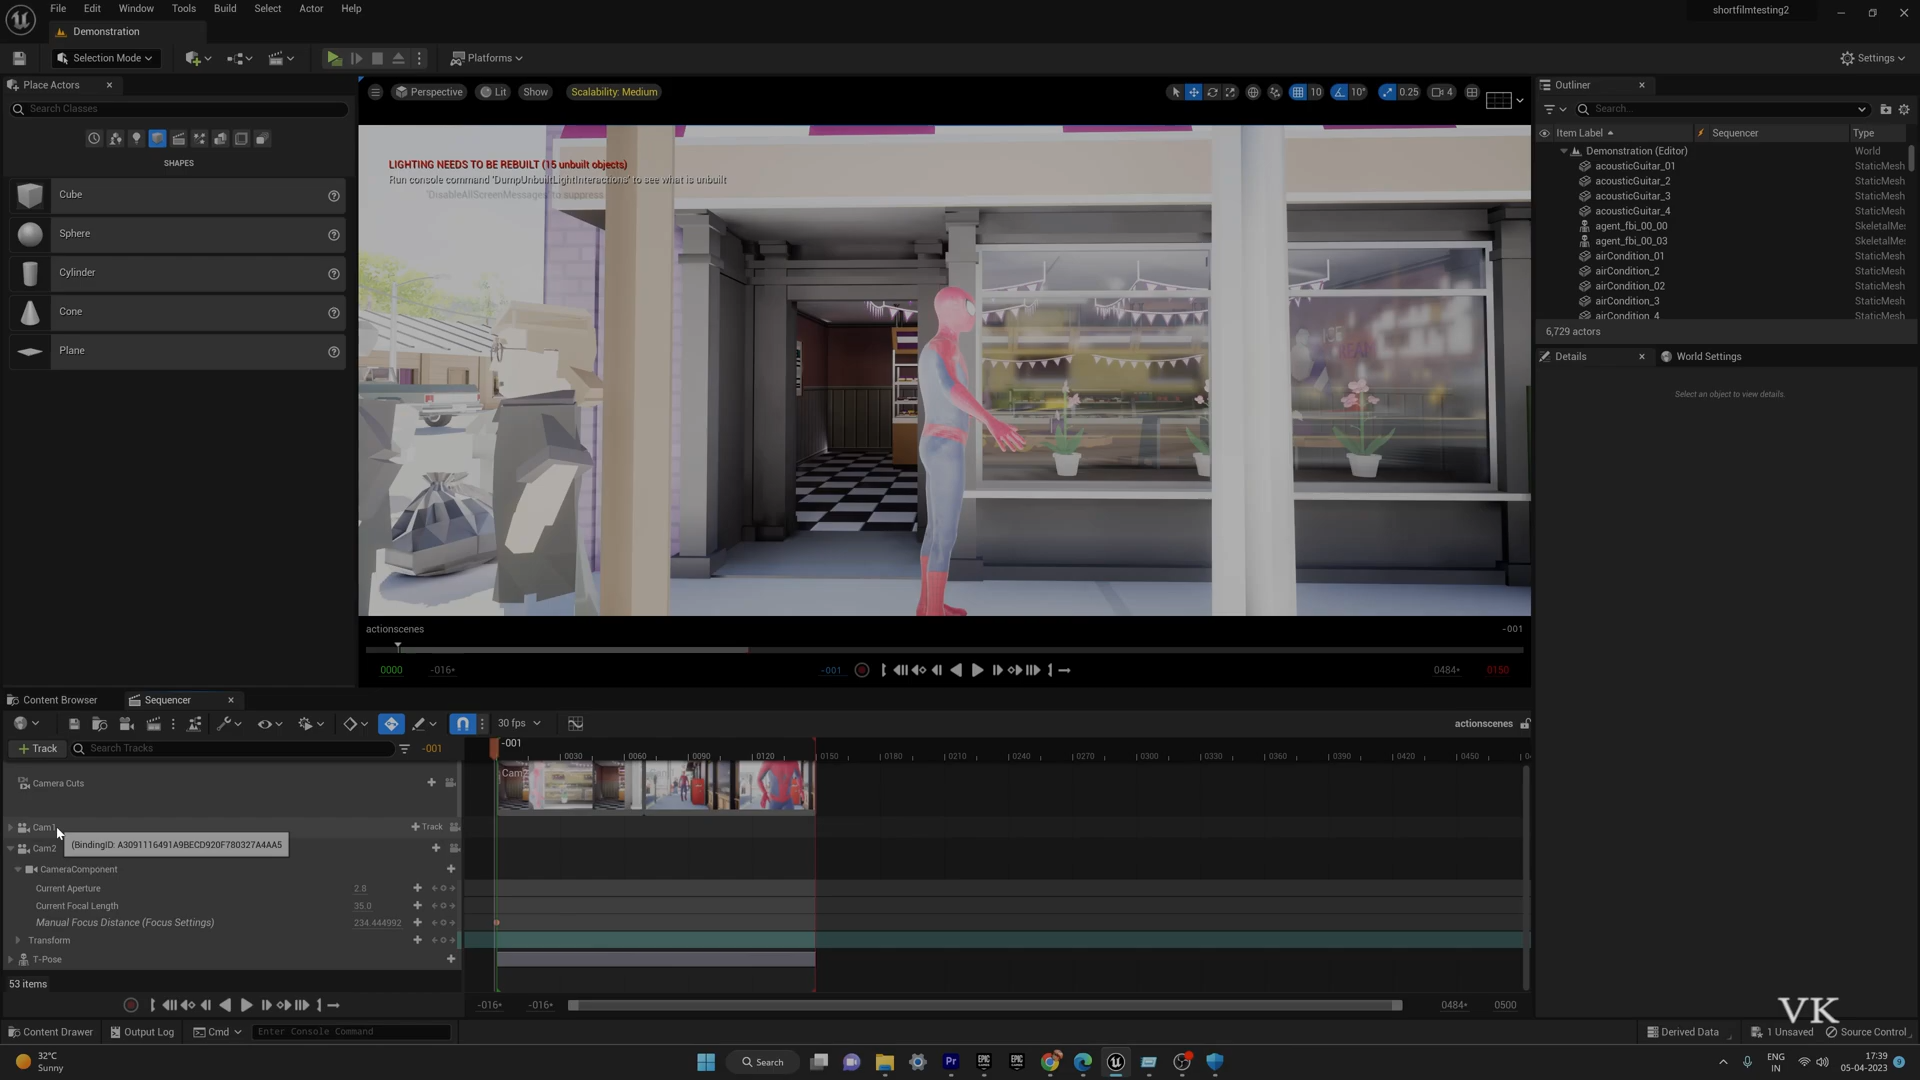 File Edit Window Tools Build Select Actor Help
shortfilmtesting2
Demonstration
Selection Mode
Platforms
Settings
Place Actors
Search Classes
SHAPES
Cube
Sphere
Cylinder
Cone
Plane
Perspective Lit Show Scalability: Medium
10 10° 0.25 4
LIGHTING NEEDS TO BE REBUILT (15 unbuilt objects)
Run console command 'DumpUnbuiltLightInteractions' to see what is unbuilt
'DisableAllScreenMessages' to suppress
actionscenes
-001
0000 -016+ -001 0484+ 0150
Outliner
Search...
Item Label Sequencer Type
Demonstration (Editor) World
acousticGuitar_01 StaticMesh
acousticGuitar_2 StaticMesh
acousticGuitar_3 StaticMesh
acousticGuitar_4 StaticMesh
agent_fbi_00_00 SkeletalMe
agent_fbi_00_03 SkeletalMe
airCondition_01 StaticMesh
airCondition_2 StaticMesh
airCondition_02 StaticMesh
airCondition_3 StaticMesh
airCondition_4 StaticMesh
6,729 actors
Details World Settings
Select an object to view details.
Content Browser Sequencer
30 fps
actionscenes
Track Search Tracks -001
-001 0030 0060 0090 0120 0150 0180 0210 0240 0270 0300 0330 0360 0390 0420 0450
Camera Cuts
Cam1 Track
(BindingID: A3091116491A9BECD920F780327A4AA5
Cam2
CameraComponent
Current Aperture 2.8
Current Focal Length 35.0
Manual Focus Distance (Focus Settings) 234.444992
Transform
T-Pose
53 items
-016+ -016+ 0484+ 0500
VK
Content Drawer Output Log Cmd Enter Console Command
Derived Data 1 Unsaved Source Control
32°C
Sunny
Search
ENG
IN
17:39
05-04-2023